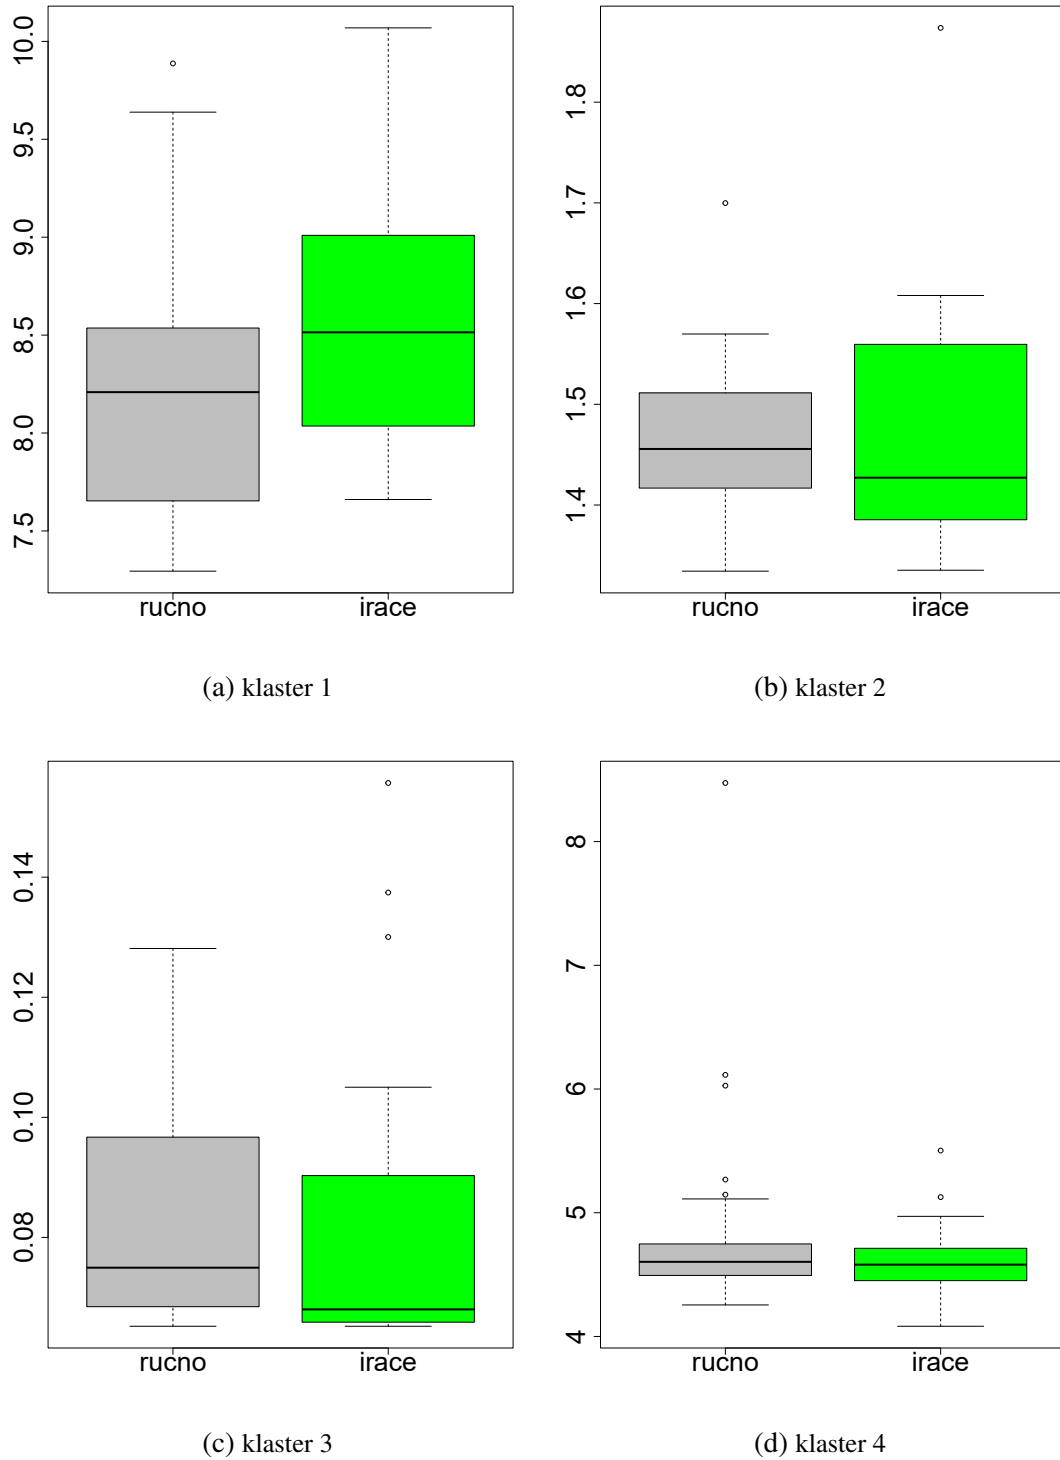 10.0
9.5
9.0
8.5
8.0
7.5
rucno irace
(a) klaster 1
1.8
1.7
1.6
1.5
1.4
rucno irace
(b) klaster 2
0.14
0.12
0.10
0.08
rucno irace
(c) klaster 3
8
7
6
5
4
rucno irace
(d) klaster 4